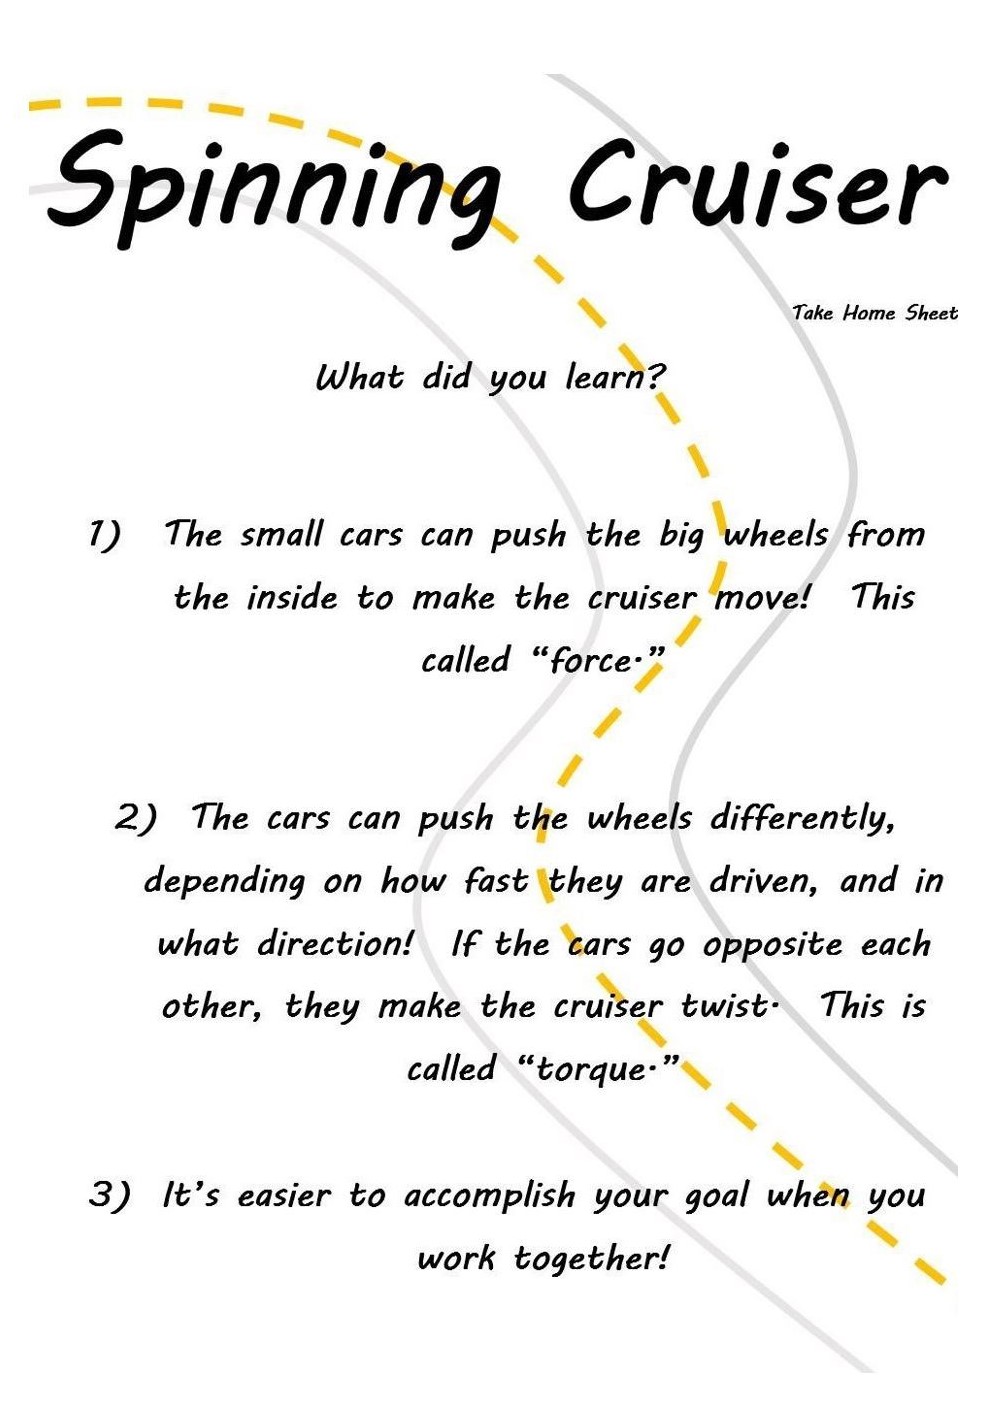 Spinning Cruiser
Take Home Sheet
What did you learn?
1) The small cars can push the big wheels from
the inside to make the cruiser move! This
called “force.”
2) The cars can push the wheels differently,
depending on how fast they are driven, and in
what direction! If the cars go opposite each
other, they make the cruiser twist. This is
called “torque.”
3) It’s easier to accomplish your goal when you
work together!